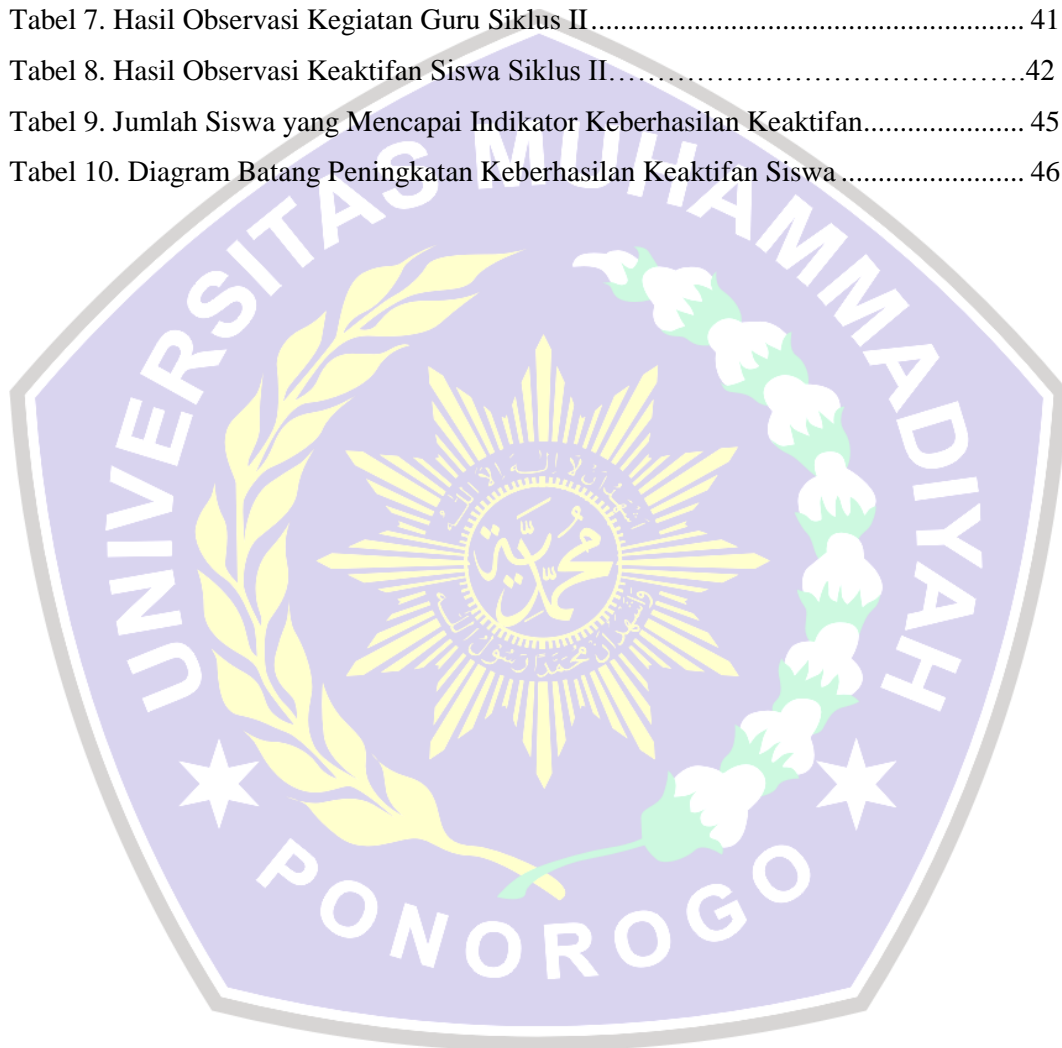 Tabel 7. Hasil Observasi Kegiatan Guru Siklus II.......................................................................... 41
Tabel 8. Hasil Observasi Keaktifan Siswa Siklus II…………………………………….42
Tabel 9. Jumlah Siswa yang Mencapai Indikator Keberhasilan Keaktifan........................... 45
Tabel 10. Diagram Batang Peningkatan Keberhasilan Keaktifan Siswa ............................... 46
UNIVERSITAS MUHAMMADIYAH
محمدية
PONOROGO